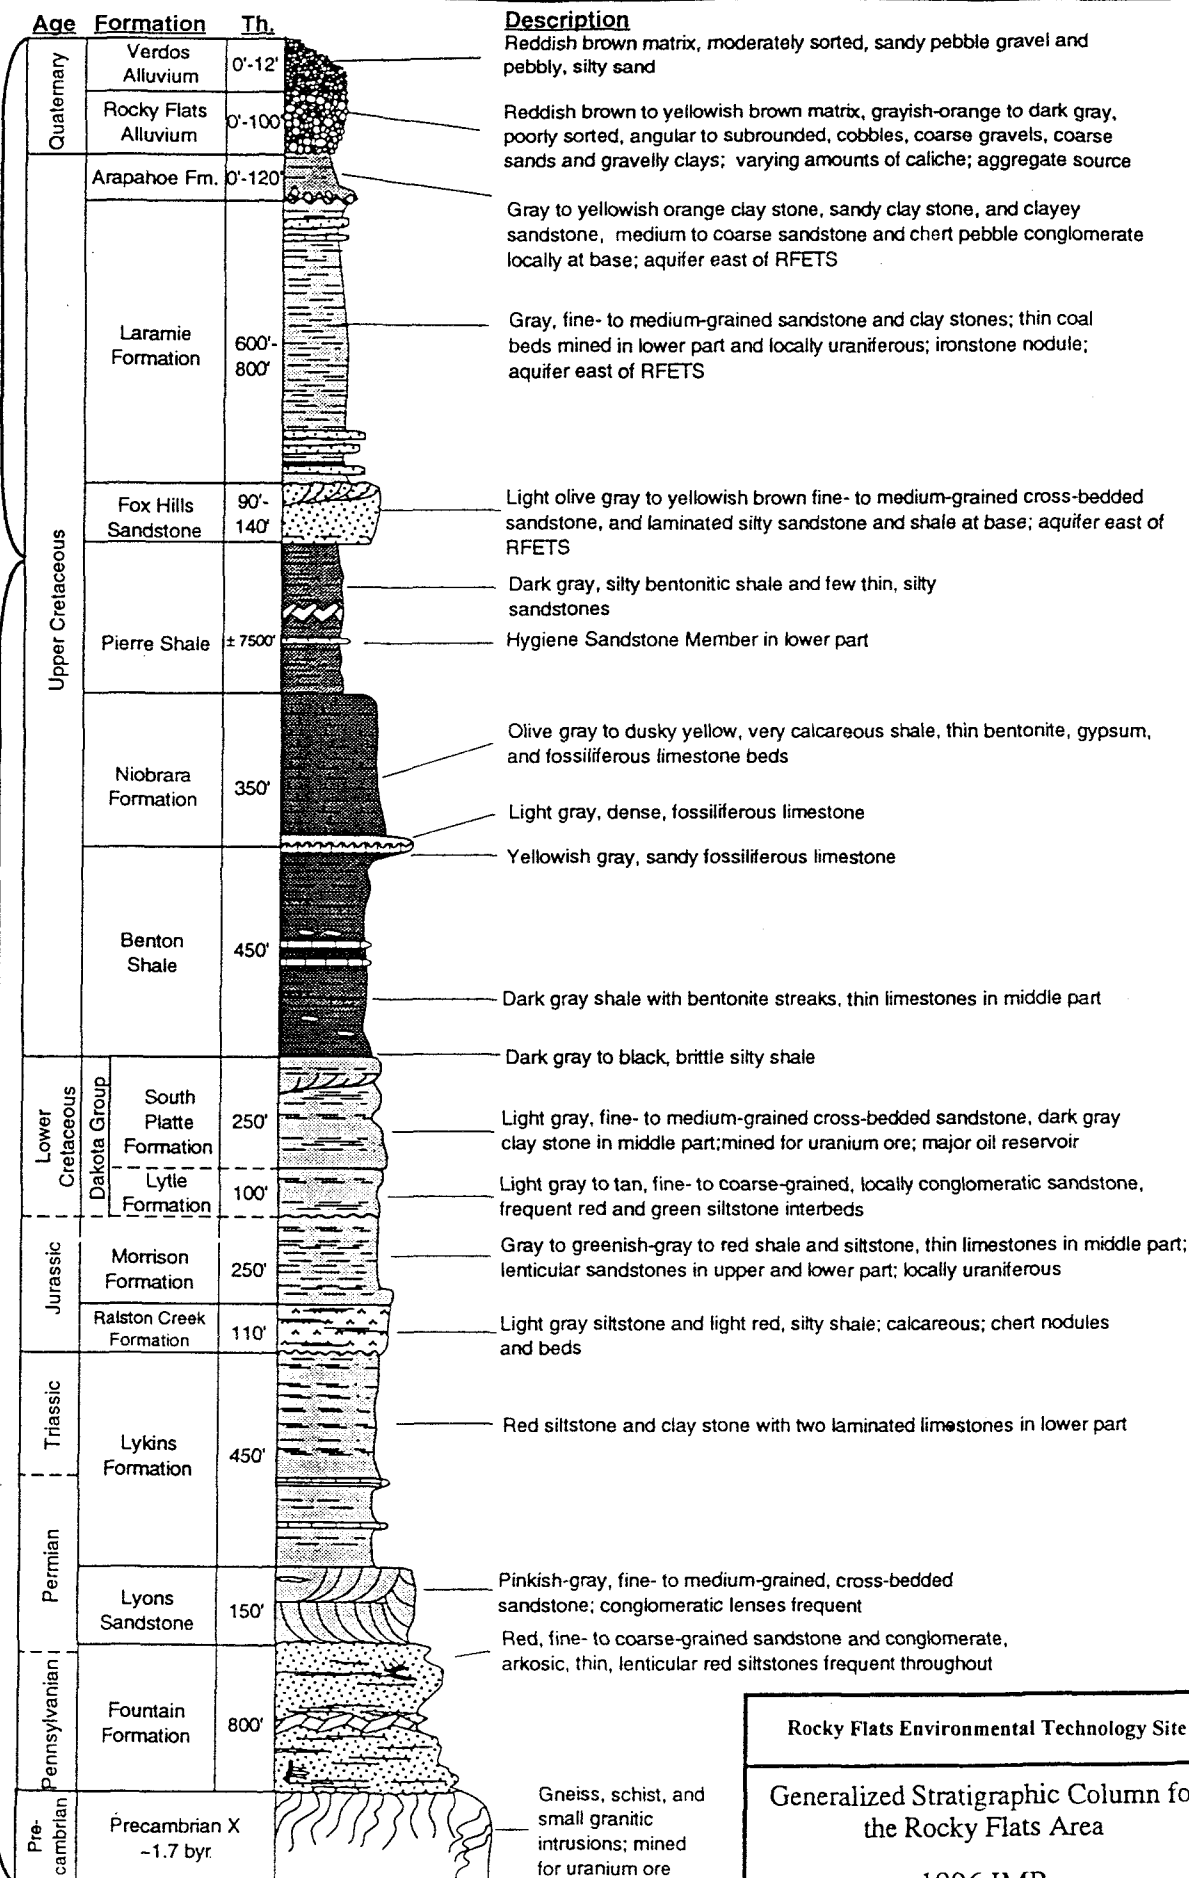 Age Formation Th. Description
Quaternary
Verdos
Alluvium
0'-12'
Reddish brown matrix, moderately sorted, sandy pebble gravel and
pebbly, silty sand
Rocky Flats
Alluvium
0'-100'
Reddish brown to yellowish brown matrix, grayish-orange to dark gray,
poorly sorted, angular to subrounded, cobbles, coarse gravels, coarse
sands and gravelly clays; varying amounts of caliche; aggregate source
Upper Cretaceous
Arapahoe Fm.
0'-120'
Gray to yellowish orange clay stone, sandy clay stone, and clayey
sandstone, medium to coarse sandstone and chert pebble conglomerate
locally at base; aquifer east of RFETS
Laramie
Formation
600'-
800'
Gray, fine- to medium-grained sandstone and clay stones; thin coal
beds mined in lower part and locally uraniferous; ironstone nodule;
aquifer east of RFETS
Fox Hills
Sandstone
90'-
140'
Light olive gray to yellowish brown fine- to medium-grained cross-bedded
sandstone, and laminated silty sandstone and shale at base; aquifer east of
RFETS
Pierre Shale
± 7500'
Dark gray, silty bentonitic shale and few thin, silty
sandstones
Hygiene Sandstone Member in lower part
Niobrara
Formation
350'
Olive gray to dusky yellow, very calcareous shale, thin bentonite, gypsum,
and fossiliferous limestone beds
Light gray, dense, fossiliferous limestone
Yellowish gray, sandy fossiliferous limestone
Benton
Shale
450'
Dark gray shale with bentonite streaks, thin limestones in middle part
Dark gray to black, brittle silty shale
Lower
Cretaceous
Dakota Group
South
Platte
Formation
250'
Light gray, fine- to medium-grained cross-bedded sandstone, dark gray
clay stone in middle part;mined for uranium ore; major oil reservoir
Lytle
Formation
100'
Light gray to tan, fine- to coarse-grained, locally conglomeratic sandstone,
frequent red and green siltstone interbeds
Jurassic
Morrison
Formation
250'
Gray to greenish-gray to red shale and siltstone, thin limestones in middle part;
lenticular sandstones in upper and lower part; locally uraniferous
Ralston Creek
Formation
110'
Light gray siltstone and light red, silty shale; calcareous; chert nodules
and beds
Triassic
Lykins
Formation
450'
Red siltstone and clay stone with two laminated limestones in lower part
Permian
Lyons
Sandstone
150'
Pinkish-gray, fine- to medium-grained, cross-bedded
sandstone; conglomeratic lenses frequent
Pennsylvanian
Fountain
Formation
800'
Red, fine- to coarse-grained sandstone and conglomerate,
arkosic, thin, lenticular red siltstones frequent throughout
Pre-
cambrian
Precambrian X
~1.7 byr.
Gneiss, schist, and
small granitic
intrusions; mined
for uranium ore
Rocky Flats Environmental Technology Site
Generalized Stratigraphic Column fo
the Rocky Flats Area